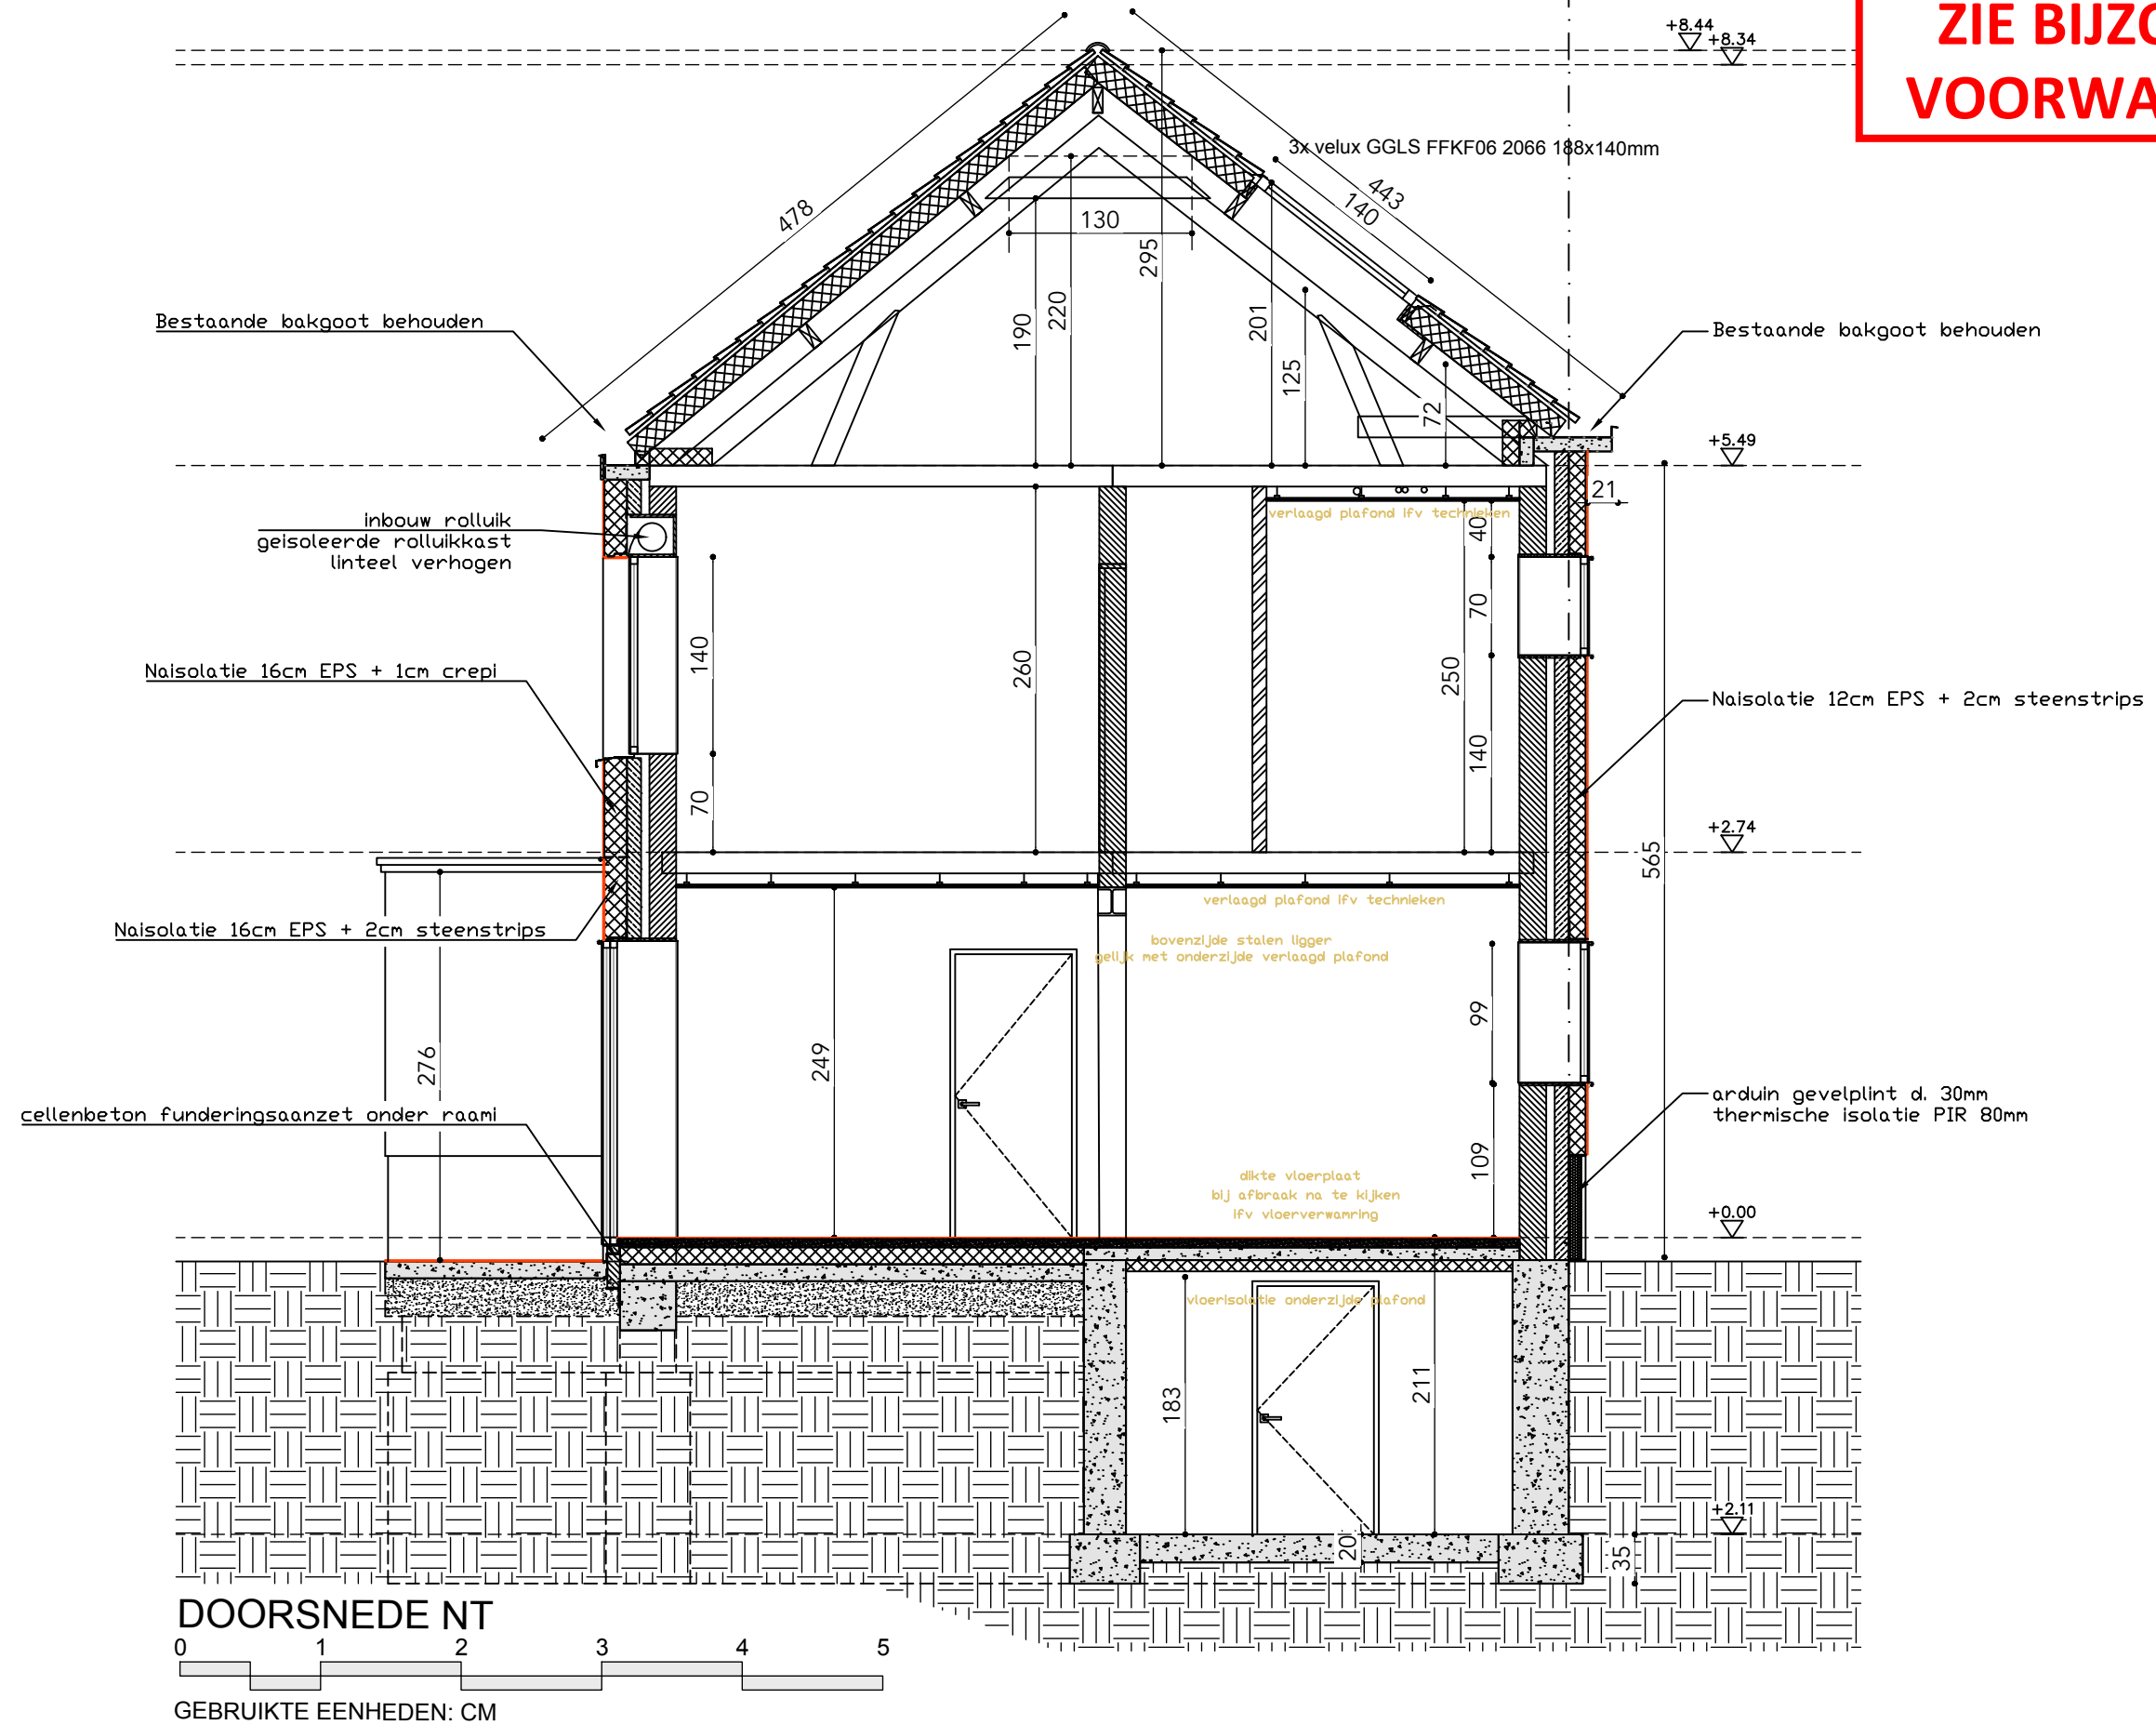 ZIE
VOORWA
+8.44
+8.34
3x velux GGLS FFKF06 2066 188x140mm
478
443
140
130
295
220
190
201
125
72
Bestaande bakgoot behouden
Bestaande bakgoot behouden
+5.49
21
inbouw rolluik
geisoleerde rolluikkast
linteel verhogen
verlaagd plafond ifv technieken
40
70
140
260
250
140
70
Naisolatie 16cm EPS + 1cm crepi
Naisolatie 12cm EPS + 2cm steenstrips
+2.74
565
Naisolatie 16cm EPS + 2cm steenstrips
verlaagd plafond ifv technieken
bovenzijde stalen ligger
gelijk met onderzijde verlaagd plafond
276
249
99
109
cellenbeton funderingsaanzet onder raami
arduin gevelplint d. 30mm
thermische isolatie PIR 80mm
dikte vloerplaat
bij afbraak na te kijken
ifv vloerverwamring
+0.00
vloerisolatie onderzijde plafond
183
211
+2.11
20
35
DOORSNEDE NT
0 1 2 3 4 5
GEBRUIKTE EENHEDEN: CM